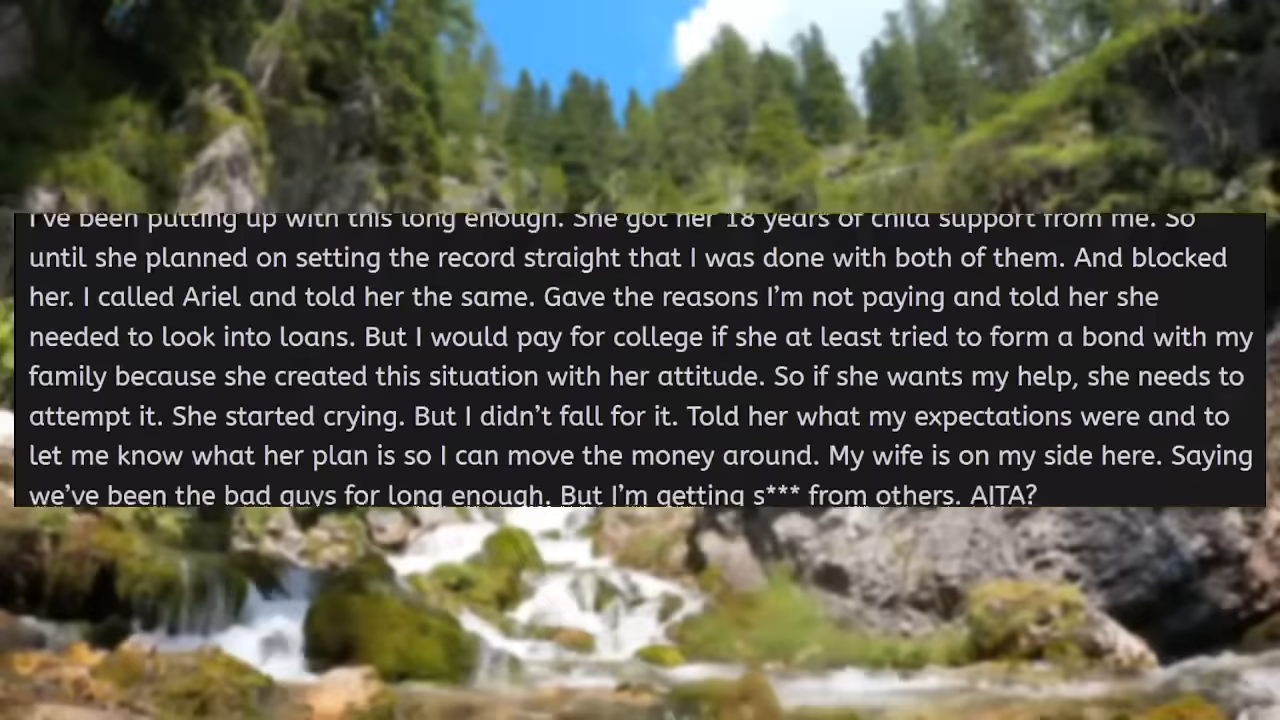 I've been putting up with this long enough. She got her 18 years of child support from me. So
until she planned on setting the record straight that I was done with both of them. And blocked
her. I called Ariel and told her the same. Gave the reasons I'm not paying and told her she
needed to look into loans. But I would pay for college if she at least tried to form a bond with my
family because she created this situation with her attitude. So if she wants my help, she needs to
attempt it. She started crying. But I didn't fall for it. Told her what my expectations were and to
let me know what her plan is so I can move the money around. My wife is on my side here. Saying
we've been the bad guys for long enough. But I'm getting s*** from others. AITA?